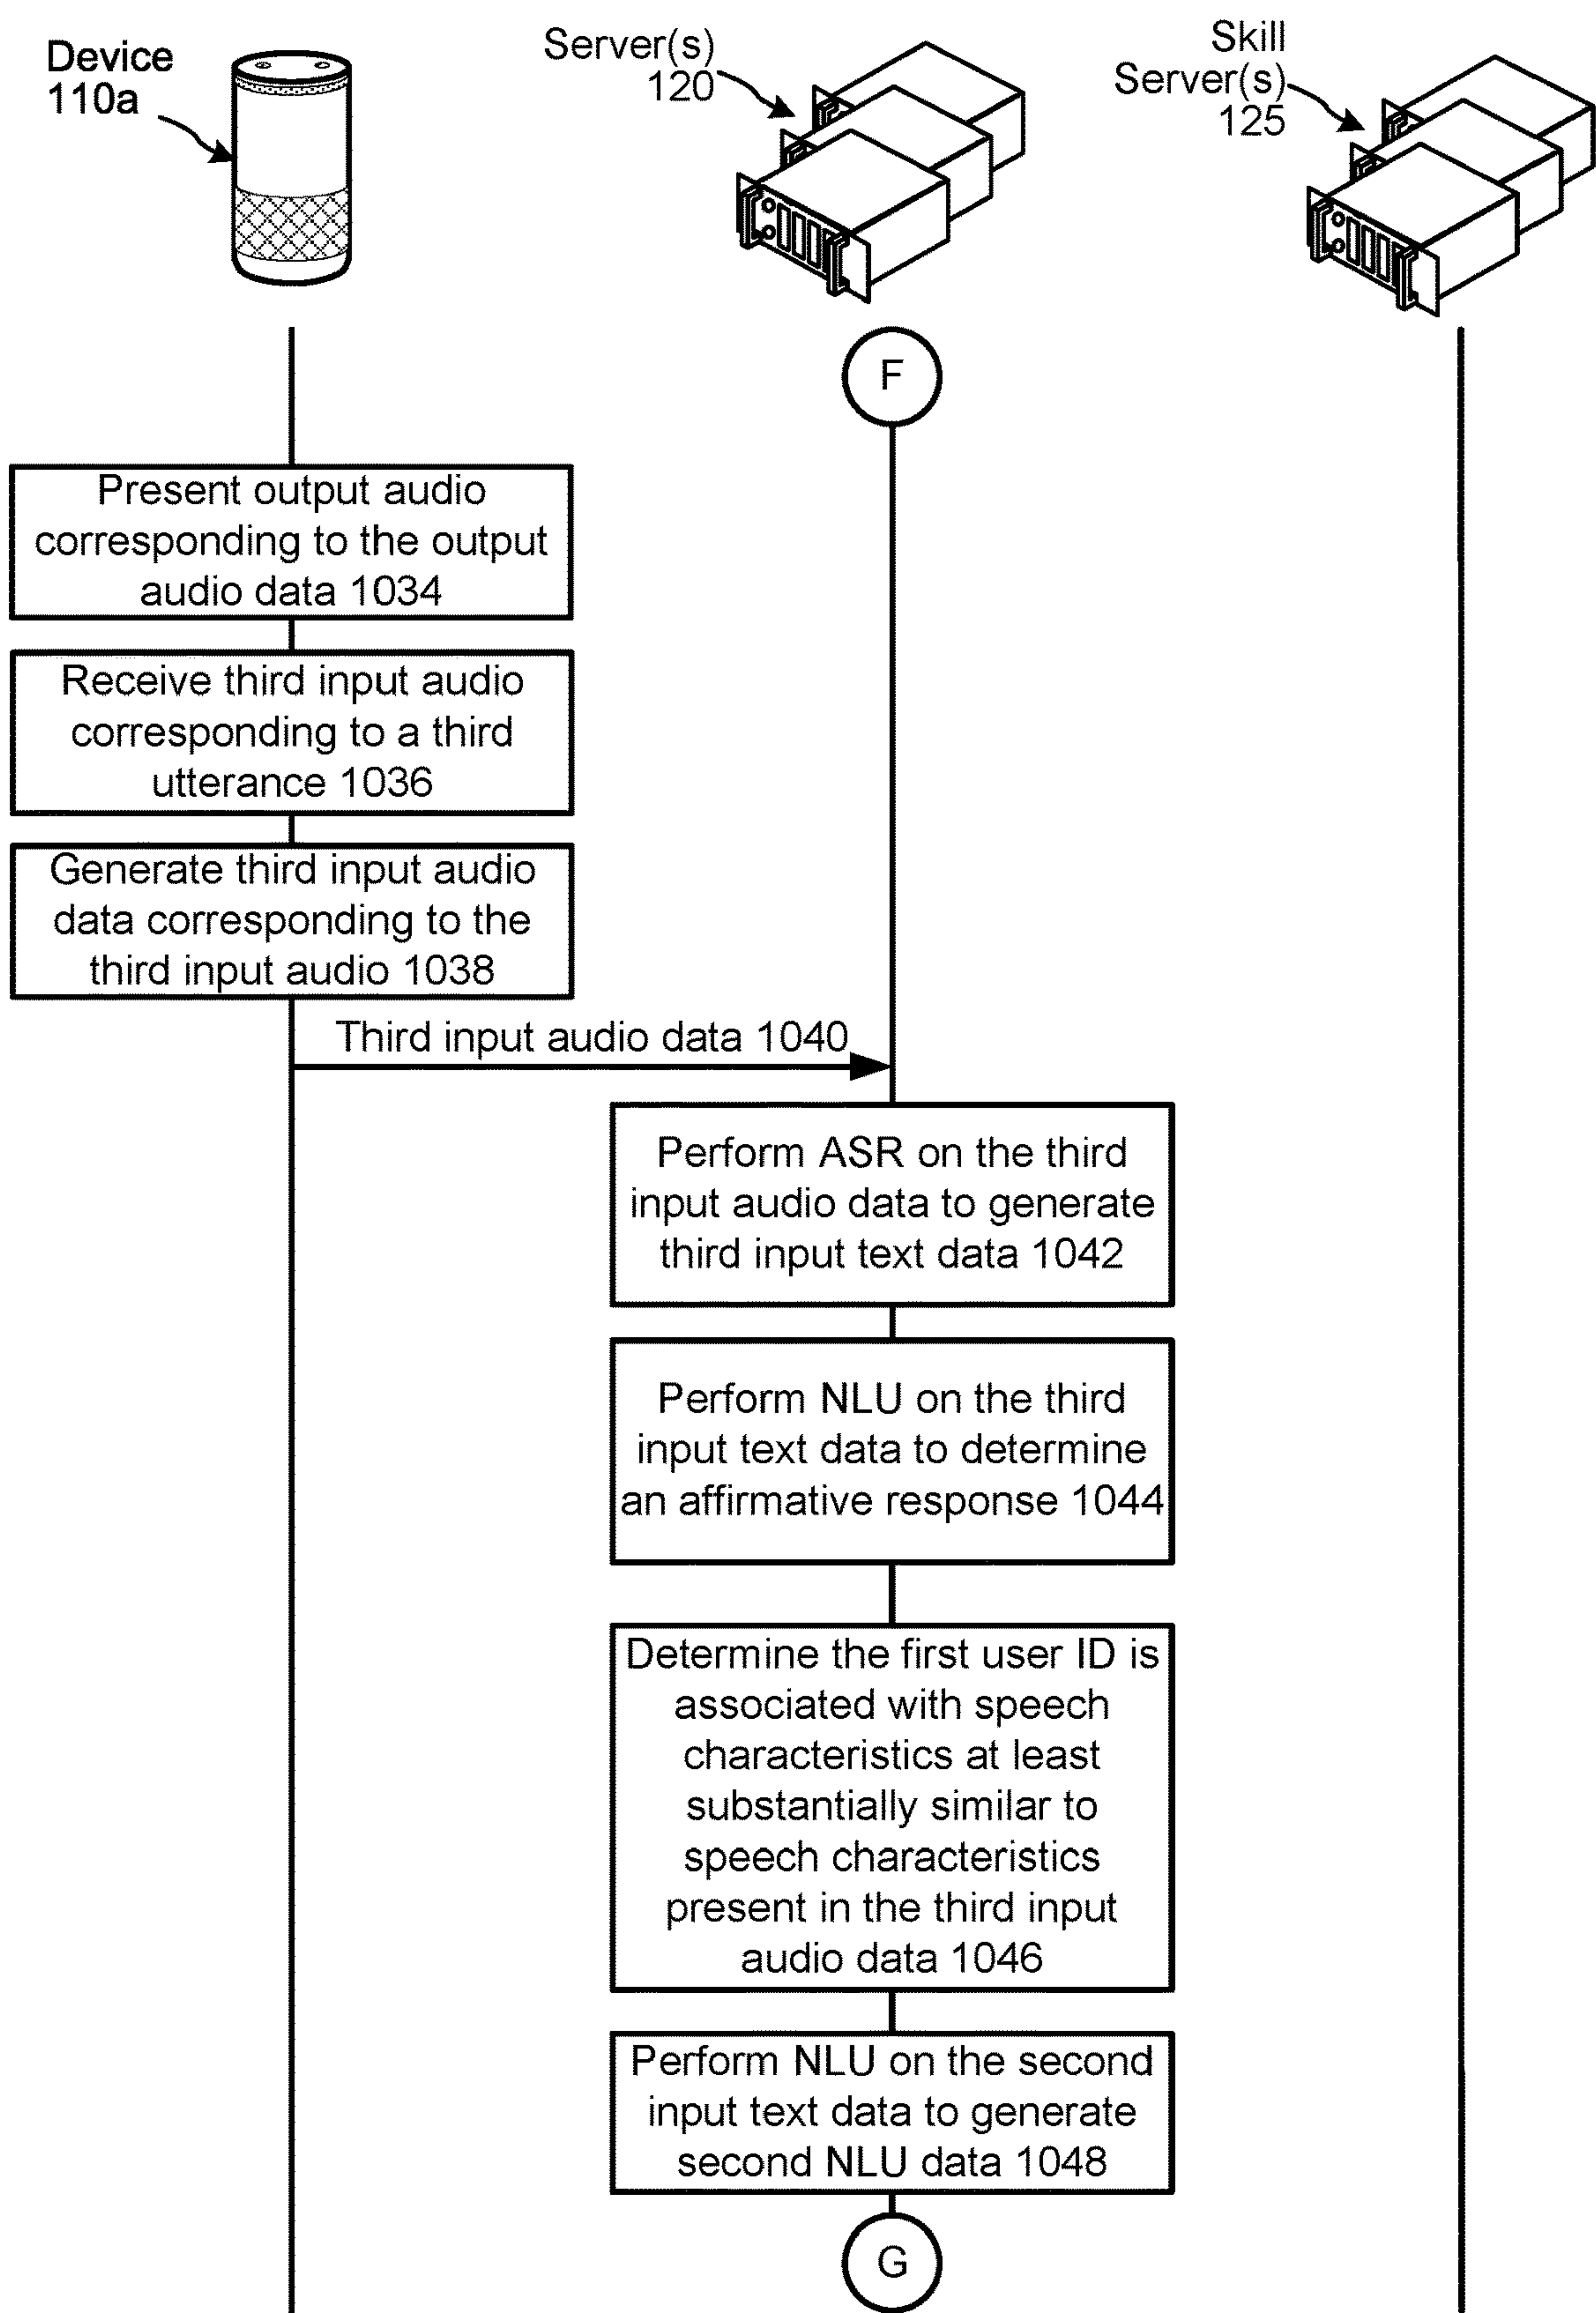 Device
110a
Server(s)
120
Skill
Server(s)
125
F
Present output audio
corresponding to the output
audio data 1034
Receive third input audio
corresponding to a third
utterance 1036
Generate third input audio
data corresponding to the
third input audio 1038
Third input audio data 1040
Perform ASR on the third
input audio data to generate
third input text data 1042
Perform NLU on the third
input text data to determine
an affirmative response 1044
Determine the first user ID is
associated with speech
characteristics at least
substantially similar to
speech characteristics
present in the third input
audio data 1046
Perform NLU on the second
input text data to generate
second NLU data 1048
G